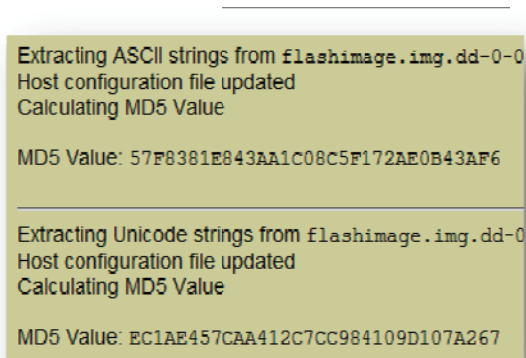 Extracting ASCII strings from flashimage.img.dd-0-0
Host configuration file updated
Calculating MD5 Value
MD5 Value: 57F8381E843AA1C08C5F172AE0B43AF6
Extracting Unicode strings from flashimage.img.dd-0
Host configuration file updated
Calculating MD5 Value
MD5 Value: EC1AE457CAA412C7CC984109D107A267